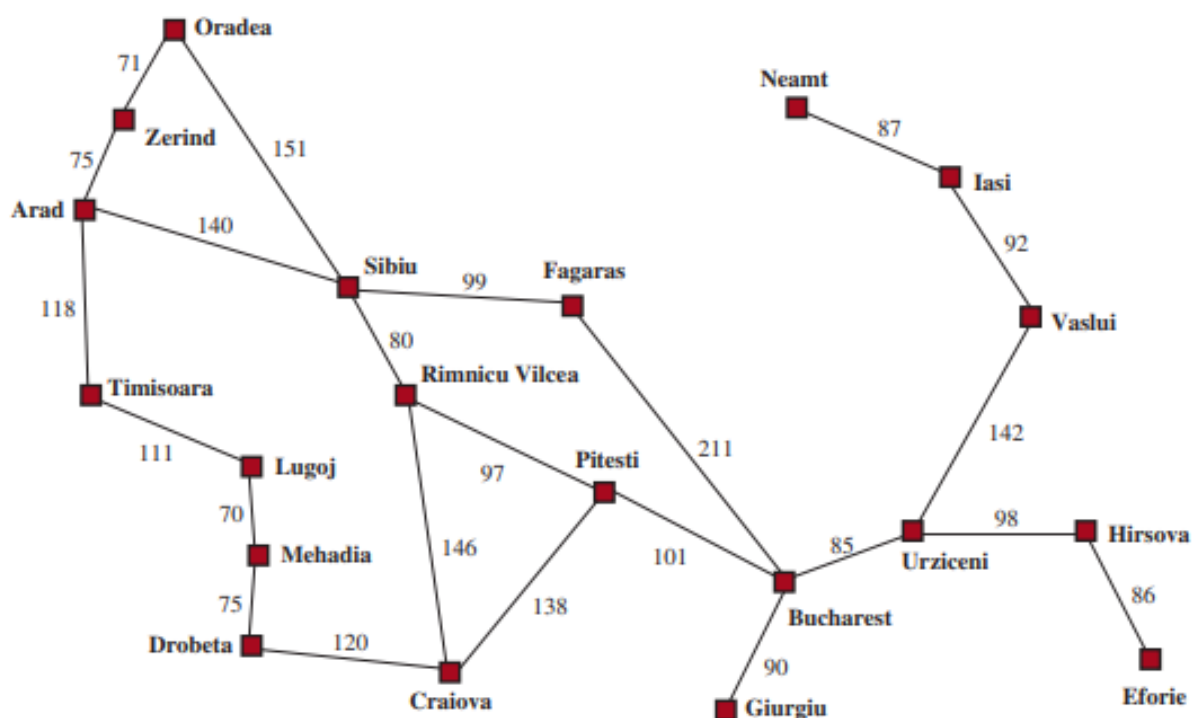 Oradea
71
Neamt
87
Zerind
151
75
Iasi
Arad
140
92
Sibiu
99
Fagaras
118
80
Vaslui
Timisoara
Rimnicu Vilcea
142
111
211
Lugoj
97
Pitesti
70
98
Mehadia
146
101
85
Urziceni
Hirsova
75
138
86
Drobeta
120
Bucharest
90
Craiova
Eforie
Giurgiu